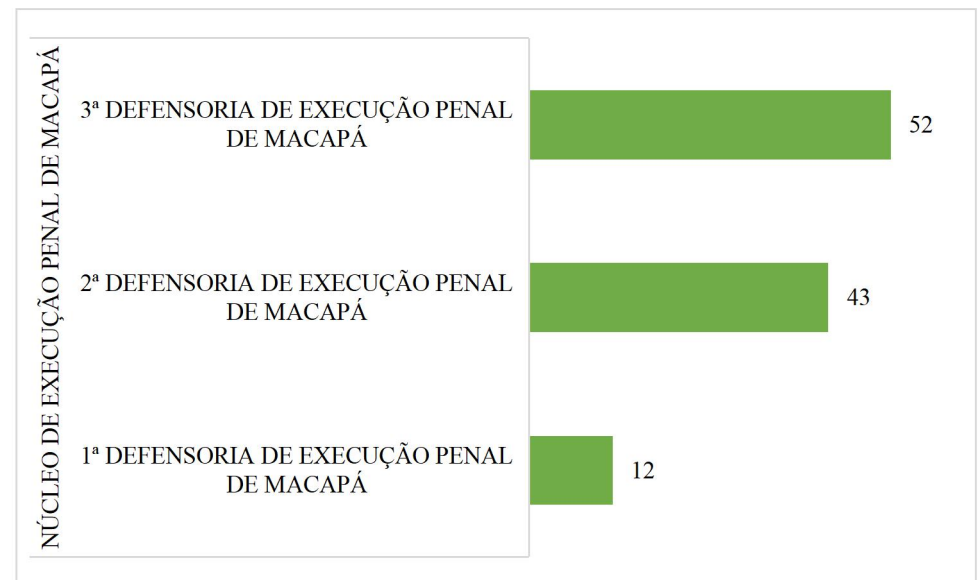 NÚCLEO DE EXECUÇÃO PENAL DE MACAPÁ
3ª DEFENSORIA DE EXECUÇÃO PENAL
DE MACAPÁ
52
2ª DEFENSORIA DE EXECUÇÃO PENAL
DE MACAPÁ
43
1ª DEFENSORIA DE EXECUÇÃO PENAL
DE MACAPÁ
12